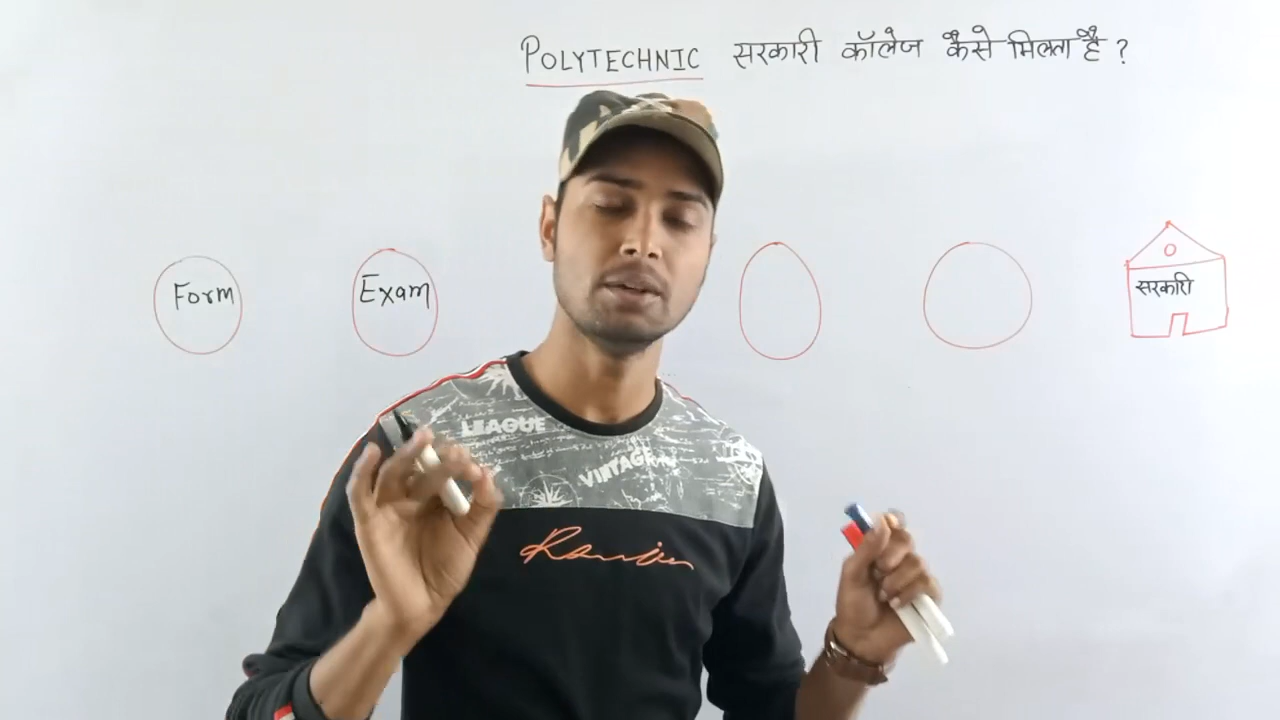 POLYTECHNIC सरकारी कॉलेज कैसे मिलता है ?
Form
Exam
सरकारी
LEAGUE
VINTAGE